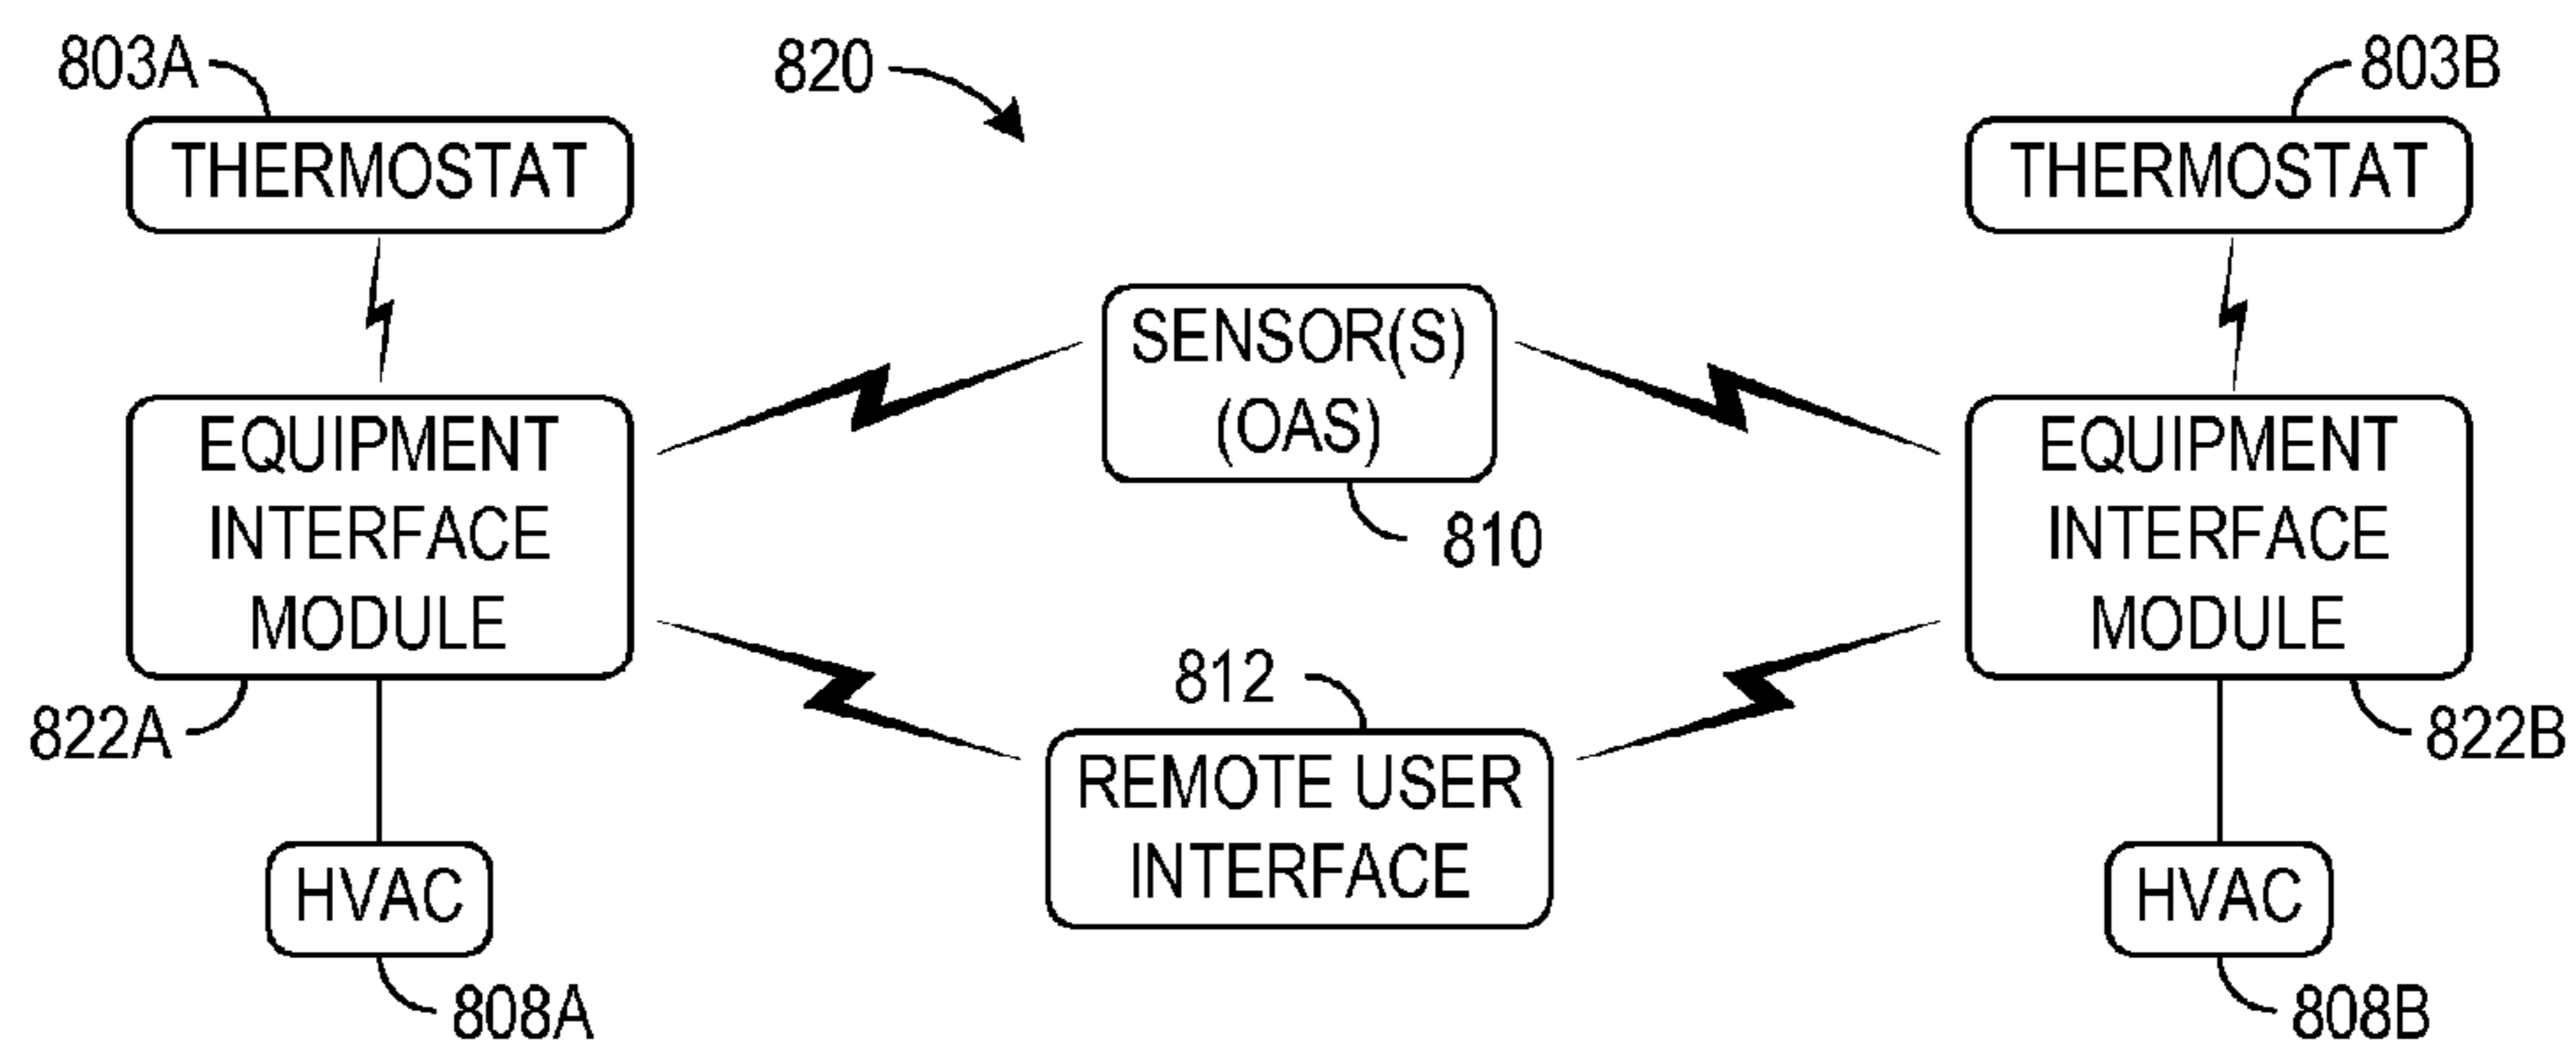 803A
820
803B
THERMOSTAT
THERMOSTAT
SENSOR(S)
(OAS)
810
EQUIPMENT
INTERFACE
MODULE
822A
EQUIPMENT
INTERFACE
MODULE
822B
812
REMOTE USER
INTERFACE
HVAC
808A
HVAC
808B